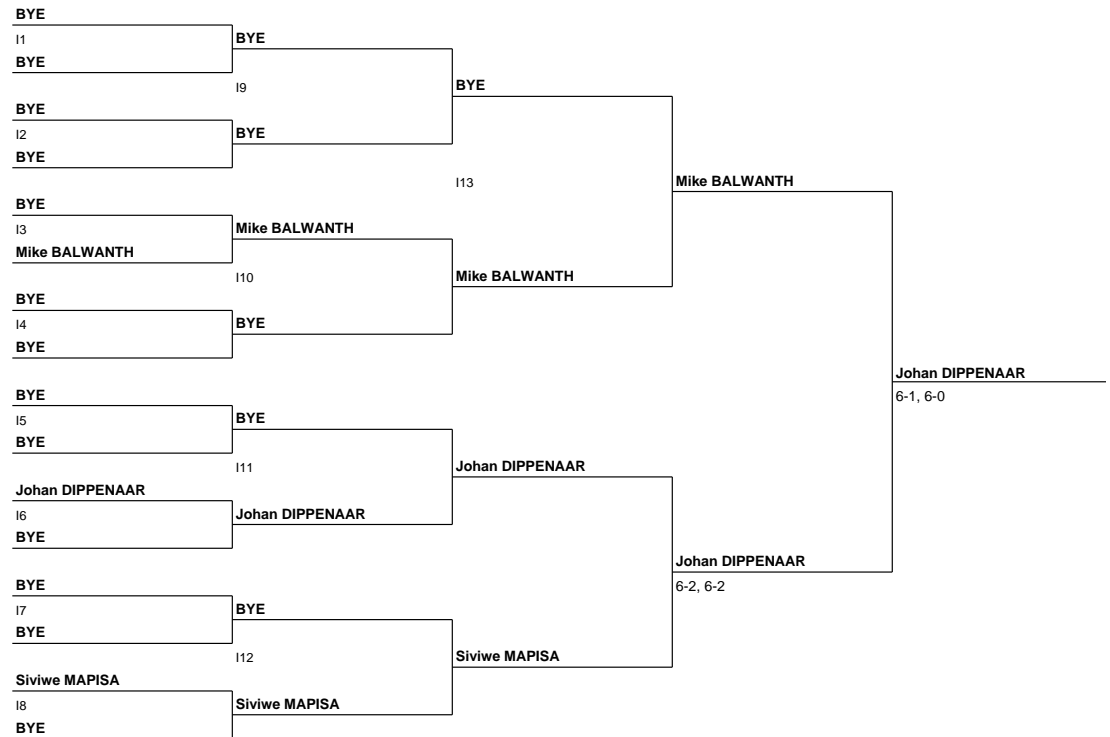 BYE
I1
BYE
BYE
I9
BYE
BYE
I2
BYE
BYE
I13
Mike BALWANTH
BYE
I3
Mike BALWANTH
Mike BALWANTH
I10
Mike BALWANTH
BYE
I4
BYE
BYE
Johan DIPPENAAR
6-1, 6-0
BYE
I5
BYE
BYE
I11
Johan DIPPENAAR
Johan DIPPENAAR
I6
Johan DIPPENAAR
BYE
Johan DIPPENAAR
6-2, 6-2
BYE
I7
BYE
BYE
I12
Siviwe MAPISA
Siviwe MAPISA
I8
Siviwe MAPISA
BYE